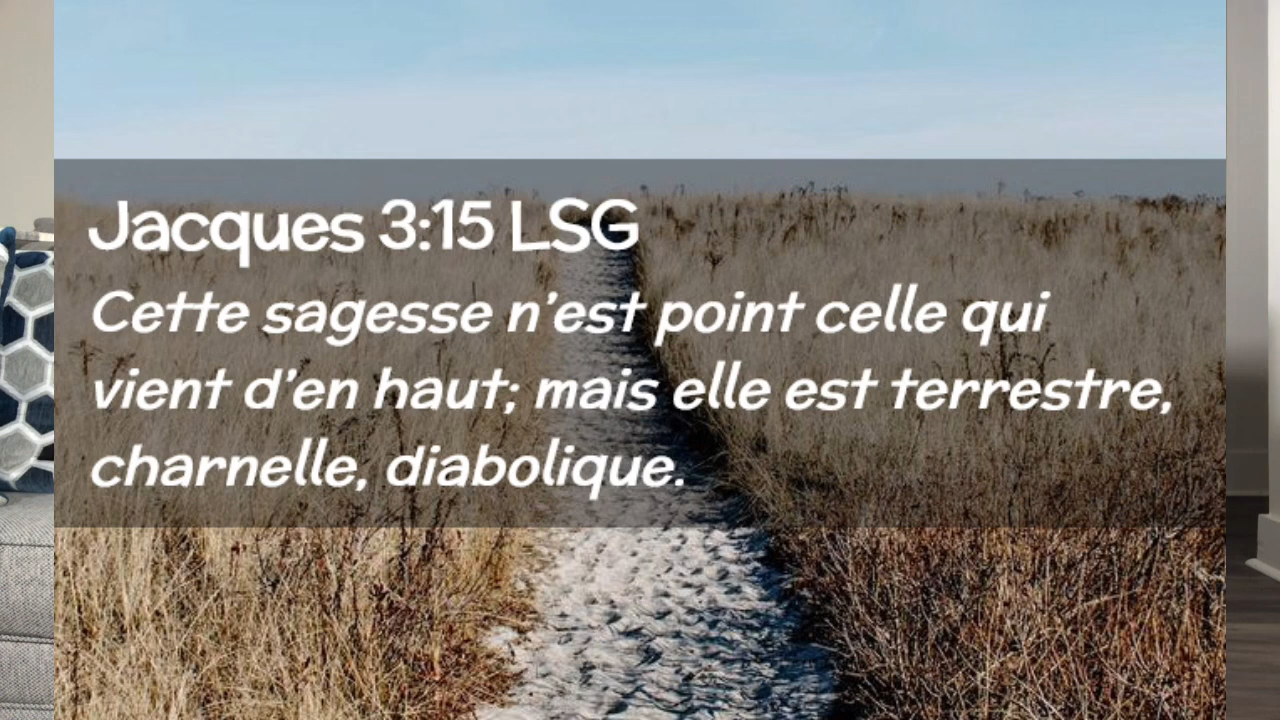 Jacques 3:15 LSG
Cette sagesse n'est point celle qui
vient d'en haut; mais elle est terrestre,
charnelle, diabolique.